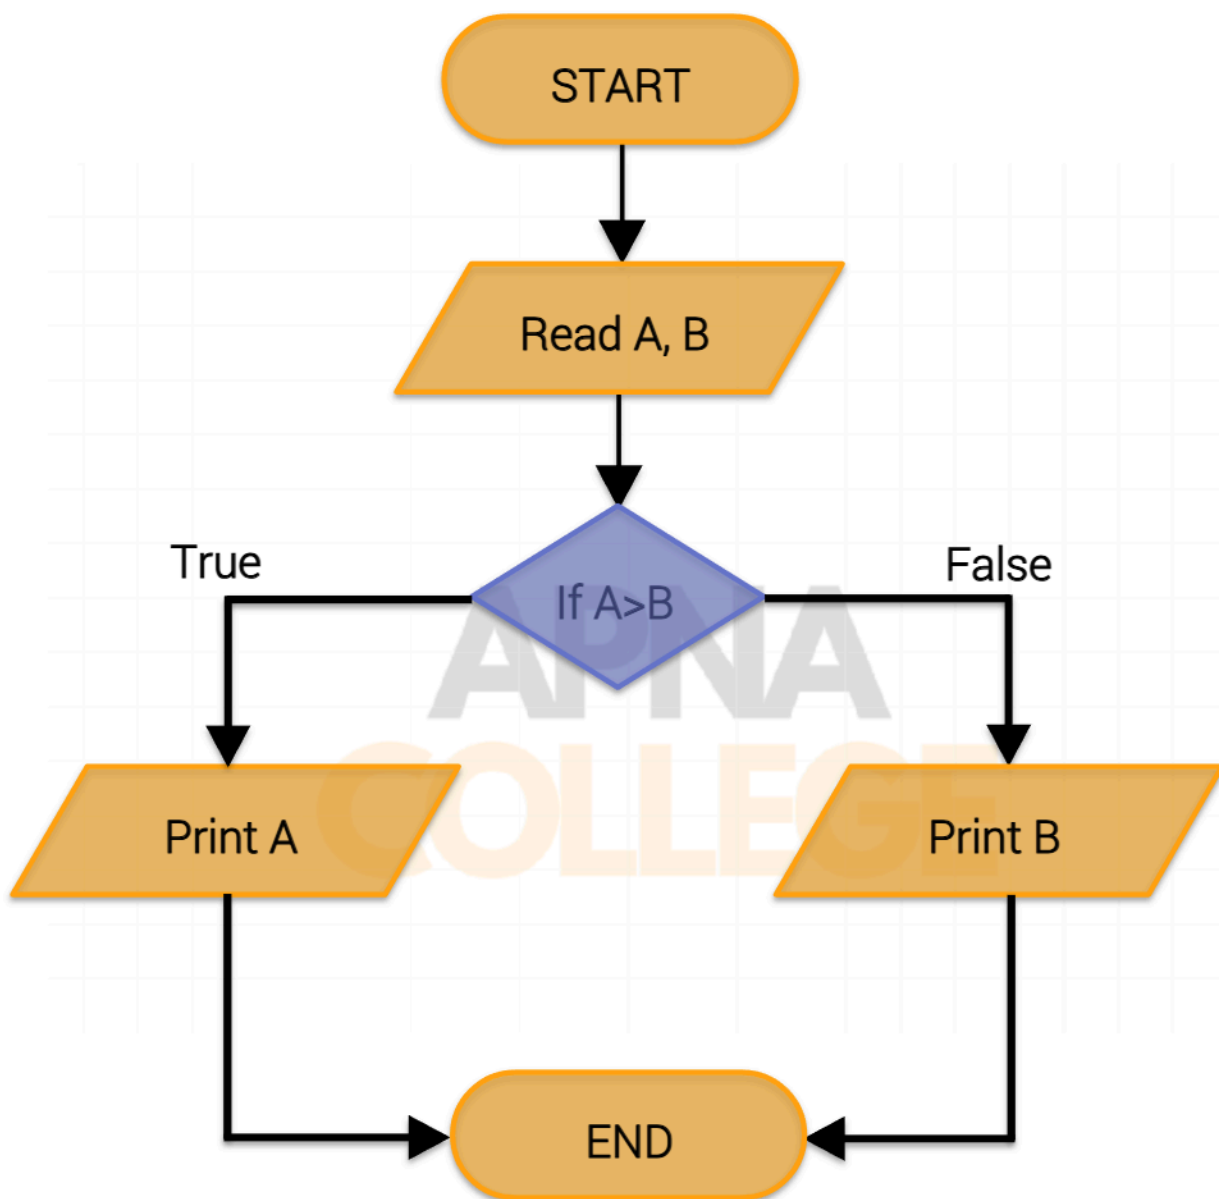 START
Read A, B
If A>B
True
False
APNA
COLLEGE
Print A
Print B
END